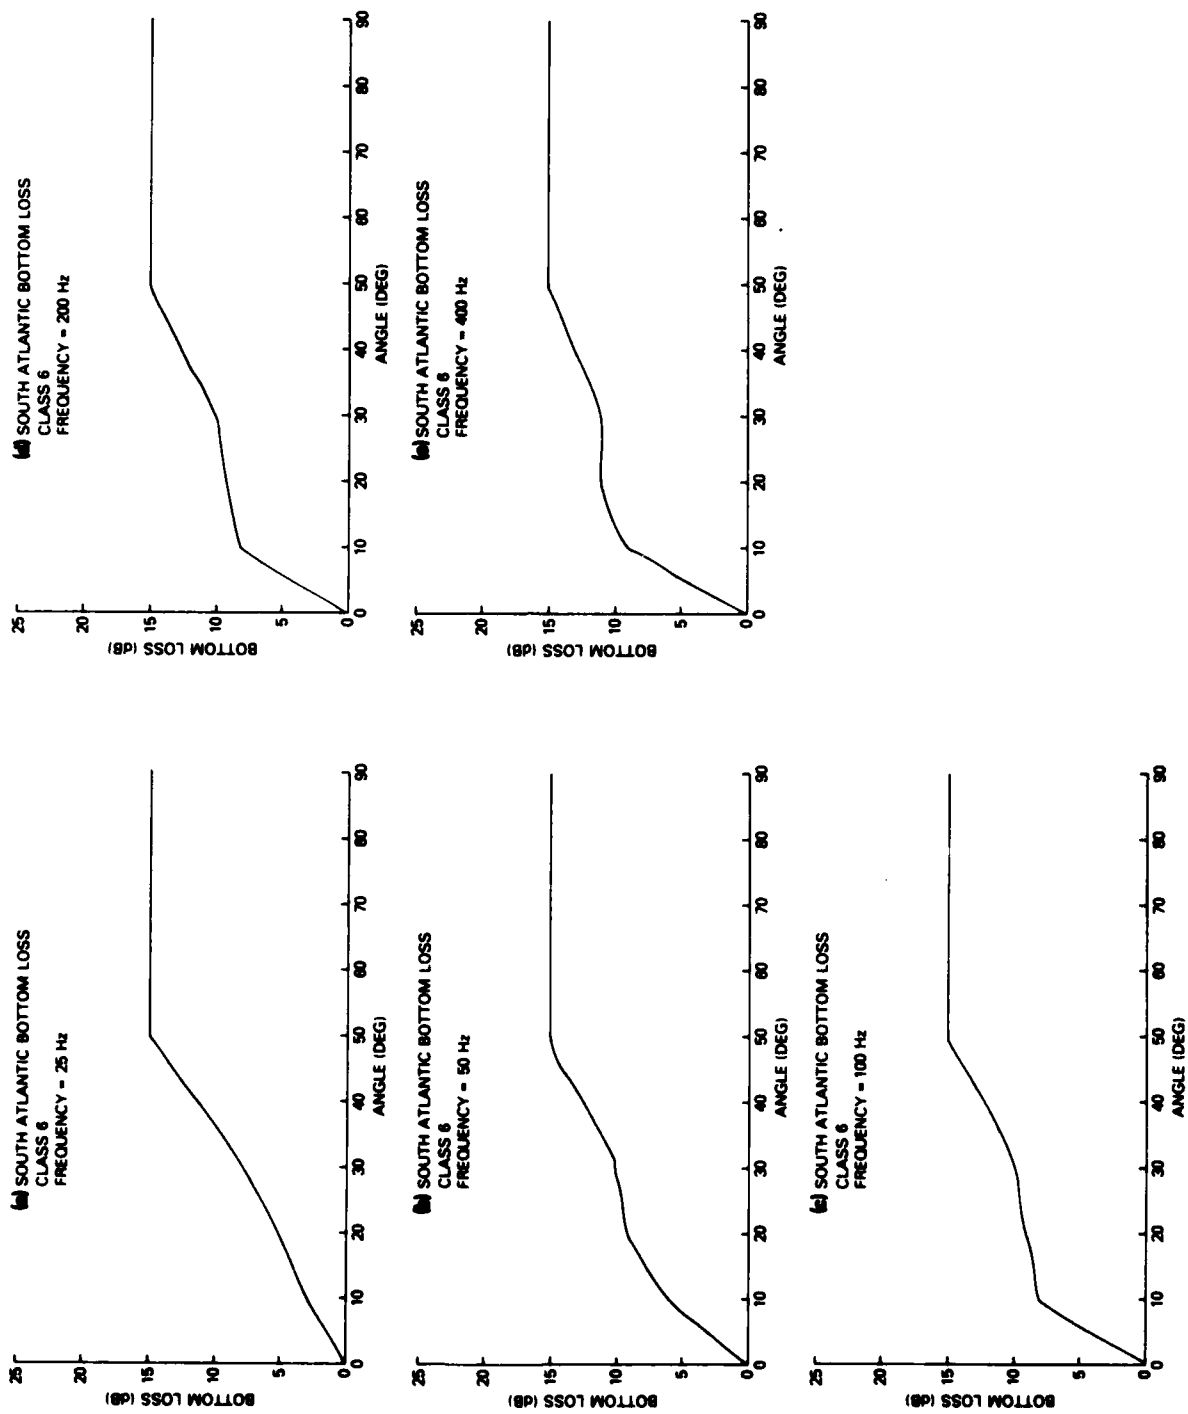 (a) SOUTH ATLANTIC BOTTOM LOSS
CLASS 6
FREQUENCY = 25 Hz
25
20
15
10
5
0
BOTTOM LOSS (dB)
0 10 20 30 40 50 60 70 80 90
ANGLE (DEG)
(b) SOUTH ATLANTIC BOTTOM LOSS
CLASS 6
FREQUENCY = 50 Hz
25
20
15
10
5
0
BOTTOM LOSS (dB)
0 10 20 30 40 50 60 70 80 90
ANGLE (DEG)
(c) SOUTH ATLANTIC BOTTOM LOSS
CLASS 6
FREQUENCY = 100 Hz
25
20
15
10
5
0
BOTTOM LOSS (dB)
0 10 20 30 40 50 60 70 80 90
ANGLE (DEG)
(d) SOUTH ATLANTIC BOTTOM LOSS
CLASS 6
FREQUENCY = 200 Hz
25
20
15
10
5
0
BOTTOM LOSS (dB)
0 10 20 30 40 50 60 70 80 90
ANGLE (DEG)
(e) SOUTH ATLANTIC BOTTOM LOSS
CLASS 6
FREQUENCY = 400 Hz
25
20
15
10
5
0
BOTTOM LOSS (dB)
0 10 20 30 40 50 60 70 80 90
ANGLE (DEG)